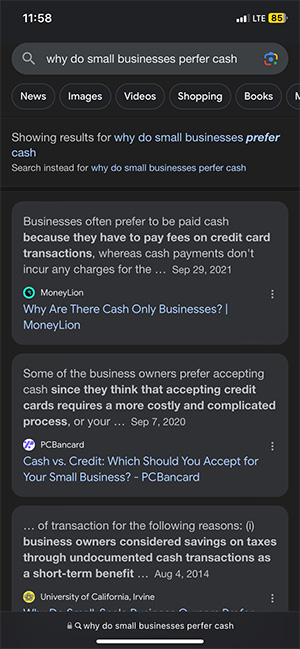 11:58 LTE 85
why do small businesses perfer cash
News Images Videos Shopping Books
Showing results for why do small businesses prefer
cash
Search instead for why do small businesses perfer cash
Businesses often prefer to be paid cash
because they have to pay fees on credit card
transactions, whereas cash payments don't
incur any charges for the ... Sep 29, 2021
MoneyLion
Why Are There Cash Only Businesses? |
MoneyLion
Some of the business owners prefer accepting
cash since they think that accepting credit
cards requires a more costly and complicated
process, or your ... Sep 7, 2020
PCBancard
Cash vs. Credit: Which Should You Accept for
Your Small Business? - PCBancard
... of transaction for the following reasons: (i)
business owners considered savings on taxes
through undocumented cash transactions as
a short-term benefit ... Aug 4, 2014
University of California, Irvine
Why Do Small-Scale Business Owners Prefer
why do small businesses perfer cash